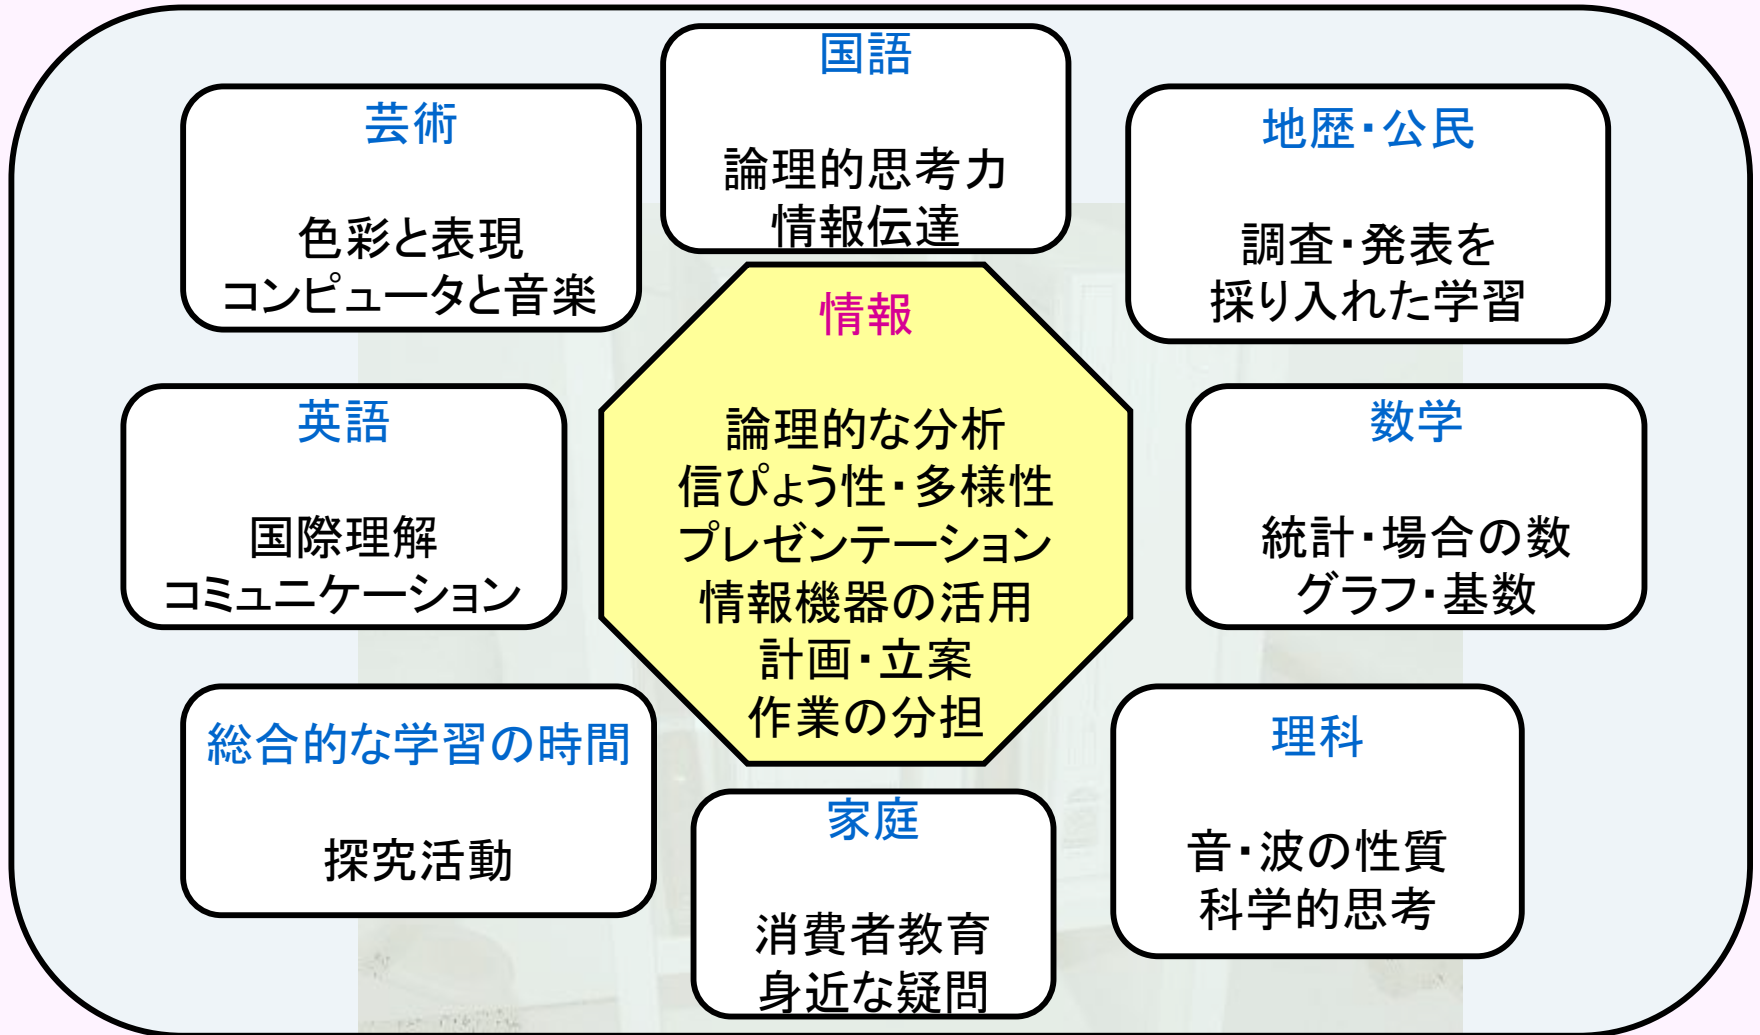 国語
論理的思考力
情報伝達
芸術
色彩と表現
コンピュータと音楽
地歴・公民
調査・発表を
採り入れた学習
情報
論理的な分析
信ぴょう性・多様性
プレゼンテーション
情報機器の活用
計画・立案
作業の分担
英語
国際理解
コミュニケーション
数学
統計・場合の数
グラフ・基数
総合的な学習の時間
探究活動
家庭
消費者教育
身近な疑問
理科
音・波の性質
科学的思考